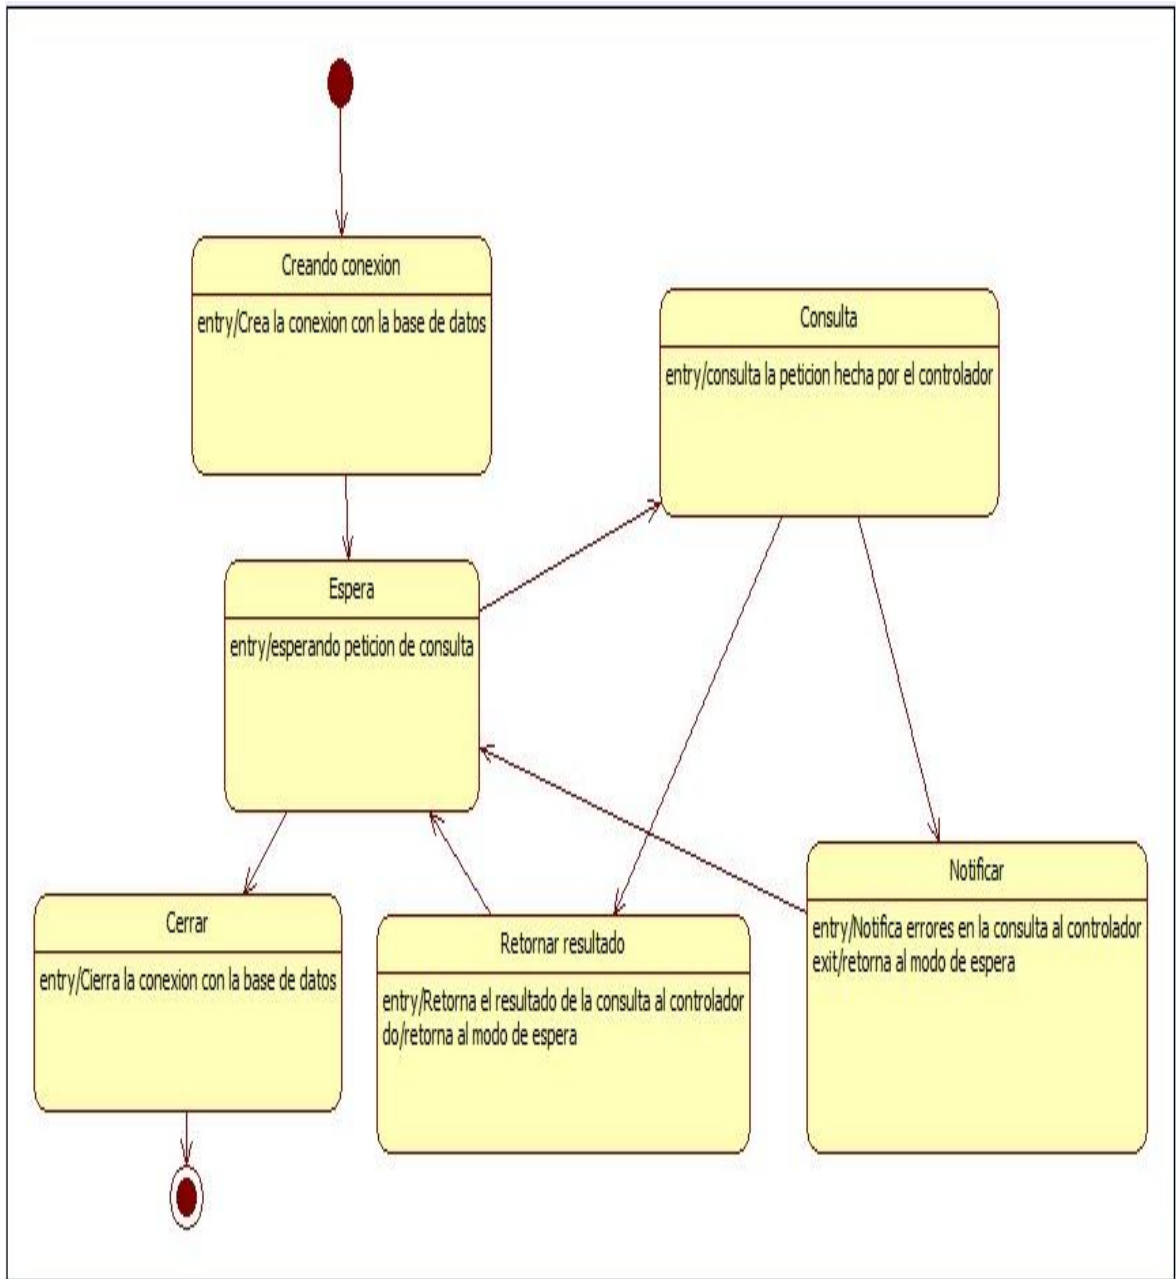 Creando conexion
entry/Crea la conexion con la base de datos
Consulta
entry/consulta la peticion hecha por el controlador
Espera
entry/esperando peticion de consulta
Cerrar
entry/Cierra la conexion con la base de datos
Retornar resultado
entry/Retorna el resultado de la consulta al controlador
do/retorna al modo de espera
Notificar
entry/Notifica errores en la consulta al controlador
exit/retorna al modo de espera